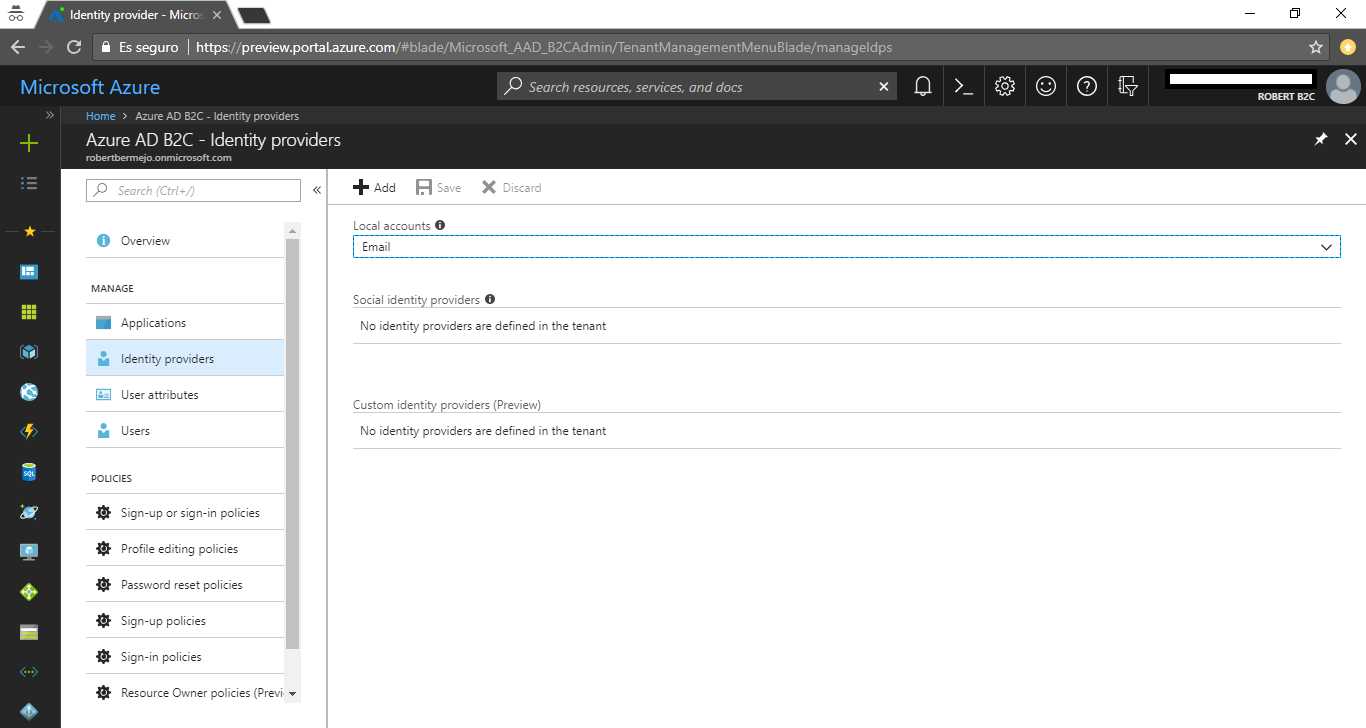 Identity provider - Micros
Es seguro
https://preview.portal.azure.com/#blade/Microsoft_AAD_B2CAdmin/TenantManagementMenuBlade/manageIdps
Microsoft Azure
Search resources, services, and docs
ROBERT B2C
Home > Azure AD B2C - Identity providers
Azure AD B2C - Identity providers
robertbermejo.onmicrosoft.com
Search (Ctrl+/)
Overview
MANAGE
Applications
Identity providers
User attributes
Users
POLICIES
Sign-up or sign-in policies
Profile editing policies
Password reset policies
Sign-up policies
Sign-in policies
Resource Owner policies (Previ
Add Save Discard
Local accounts
Email
Social identity providers
No identity providers are defined in the tenant
Custom identity providers (Preview)
No identity providers are defined in the tenant
SQL